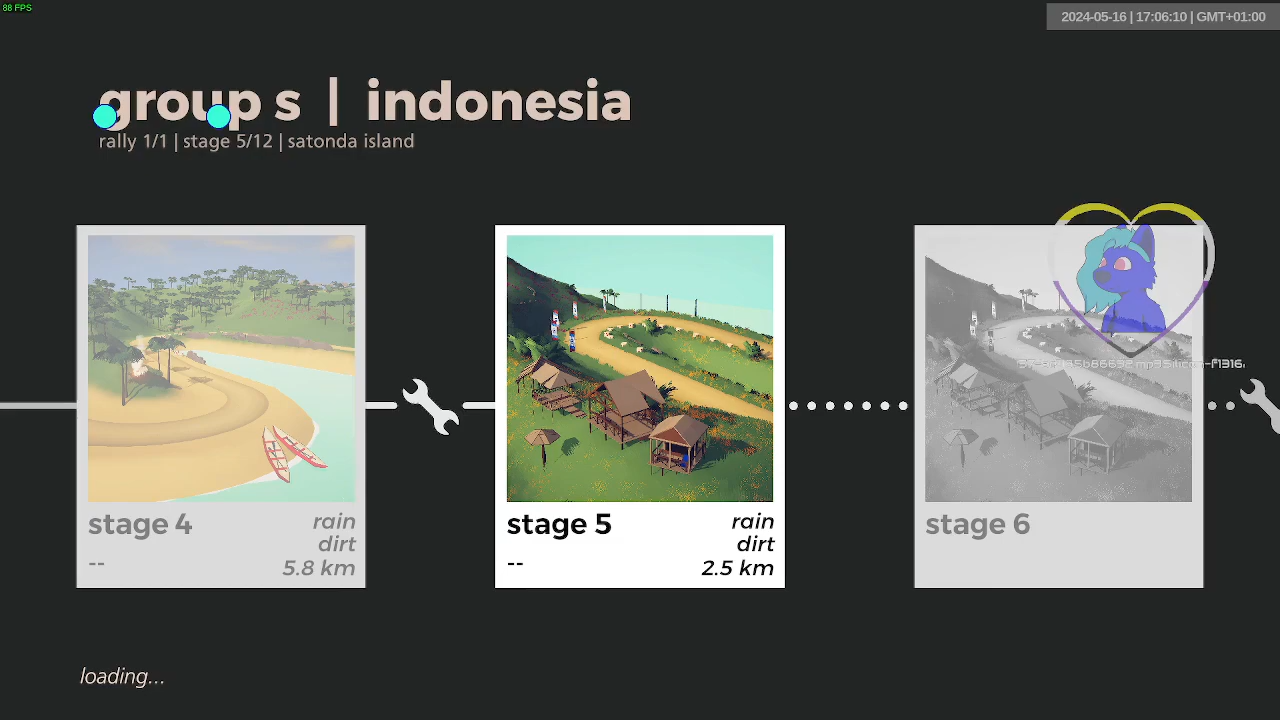 88 FPS
2024-05-16 | 17:06:10 | GMT+01:00
group s | indonesia
rally 1/1 | stage 5/12 | satonda island
stage 4
rain
dirt
--
5.8 km
stage 5
rain
dirt
--
2.5 km
stage 6
loading...